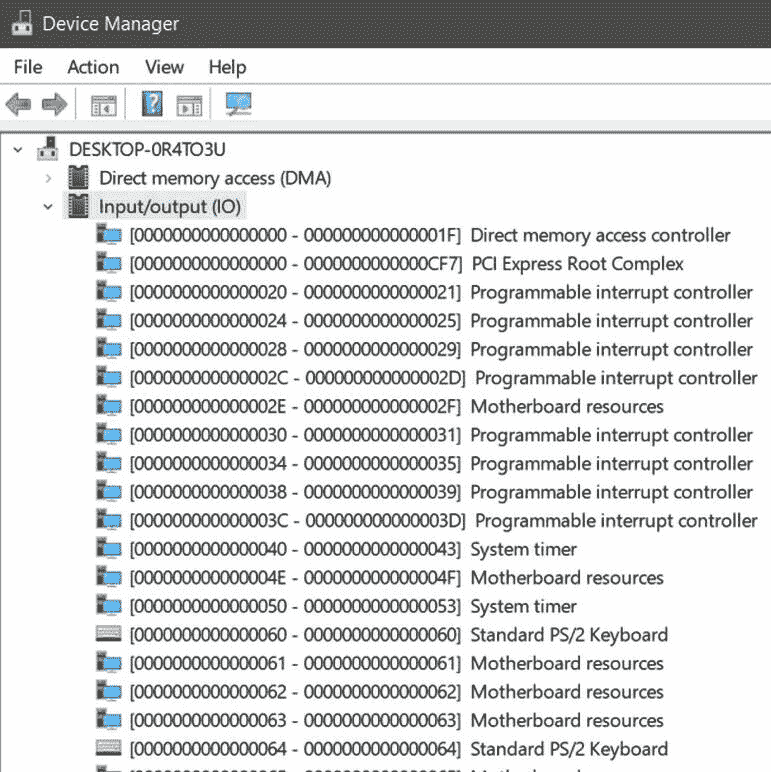 Device Manager
File Action View Help
DESKTOP-0R4TO3U
Direct memory access (DMA)
Input/output (IO)
[0000000000000000 - 000000000000001F] Direct memory access controller
[0000000000000000 - 0000000000000CF7] PCI Express Root Complex
[0000000000000020 - 0000000000000021] Programmable interrupt controller
[0000000000000024 - 0000000000000025] Programmable interrupt controller
[0000000000000028 - 0000000000000029] Programmable interrupt controller
[000000000000002C - 000000000000002D] Programmable interrupt controller
[000000000000002E - 000000000000002F] Motherboard resources
[0000000000000030 - 0000000000000031] Programmable interrupt controller
[0000000000000034 - 0000000000000035] Programmable interrupt controller
[0000000000000038 - 0000000000000039] Programmable interrupt controller
[000000000000003C - 000000000000003D] Programmable interrupt controller
[0000000000000040 - 0000000000000043] System timer
[000000000000004E - 000000000000004F] Motherboard resources
[0000000000000050 - 0000000000000053] System timer
[0000000000000060 - 0000000000000060] Standard PS/2 Keyboard
[0000000000000061 - 0000000000000061] Motherboard resources
[0000000000000062 - 0000000000000062] Motherboard resources
[0000000000000063 - 0000000000000063] Motherboard resources
[0000000000000064 - 0000000000000064] Standard PS/2 Keyboard